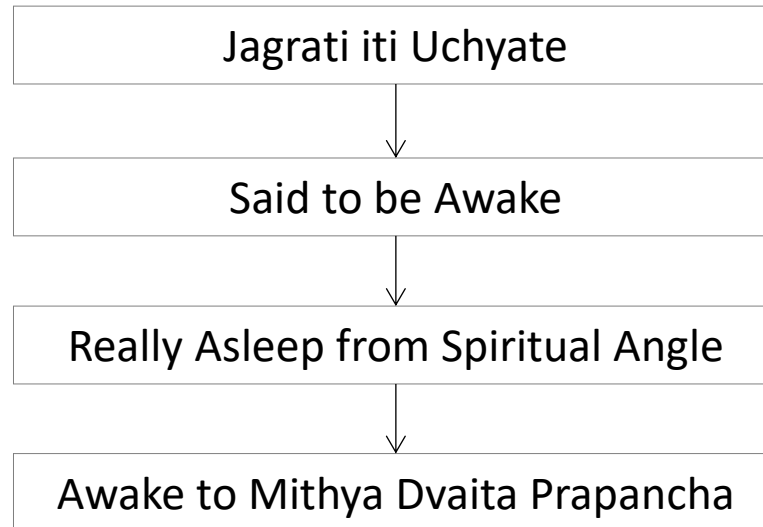 Jagrati iti Uchyate
Said to be Awake
Really Asleep from Spiritual Angle
Awake to Mithya Dvaita Prapancha